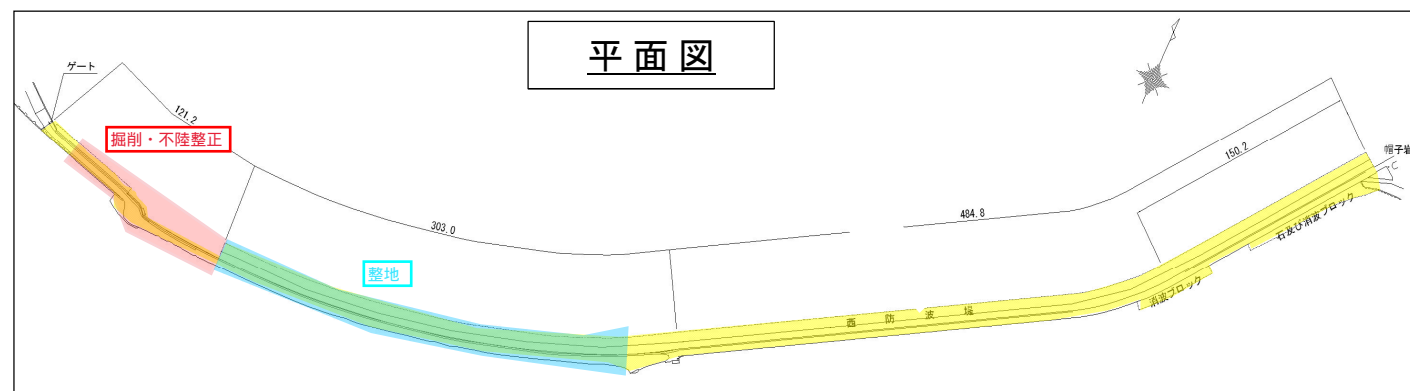 平面図
ゲート
121.2
掘削・不陸整正
303.0
整地
484.8
150.2
帽子岩
石及び消波ブロック
消波ブロック
西防波堤